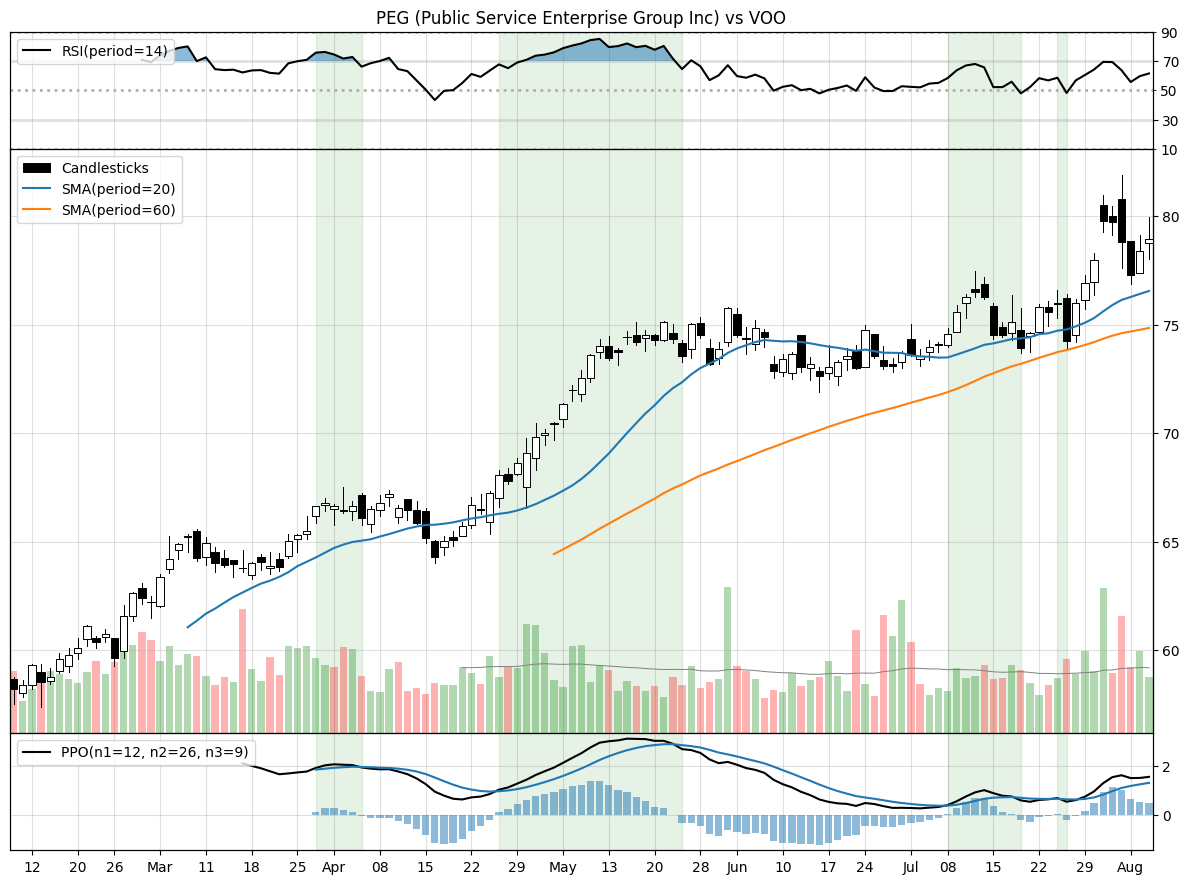 PEG (Public Service Enterprise Group Inc) vs VOO
RSI(period=14)
90
70
50
30
10
Candlesticks
SMA(period=20)
SMA(period=60)
80
75
70
65
60
PPO(n1=12, n2=26, n3=9)
2
0
12 20 26 Mar 11 18 25 Apr 08 15 22 29 May 13 20 28 Jun 10 17 24 Jul 08 15 22 29 Aug